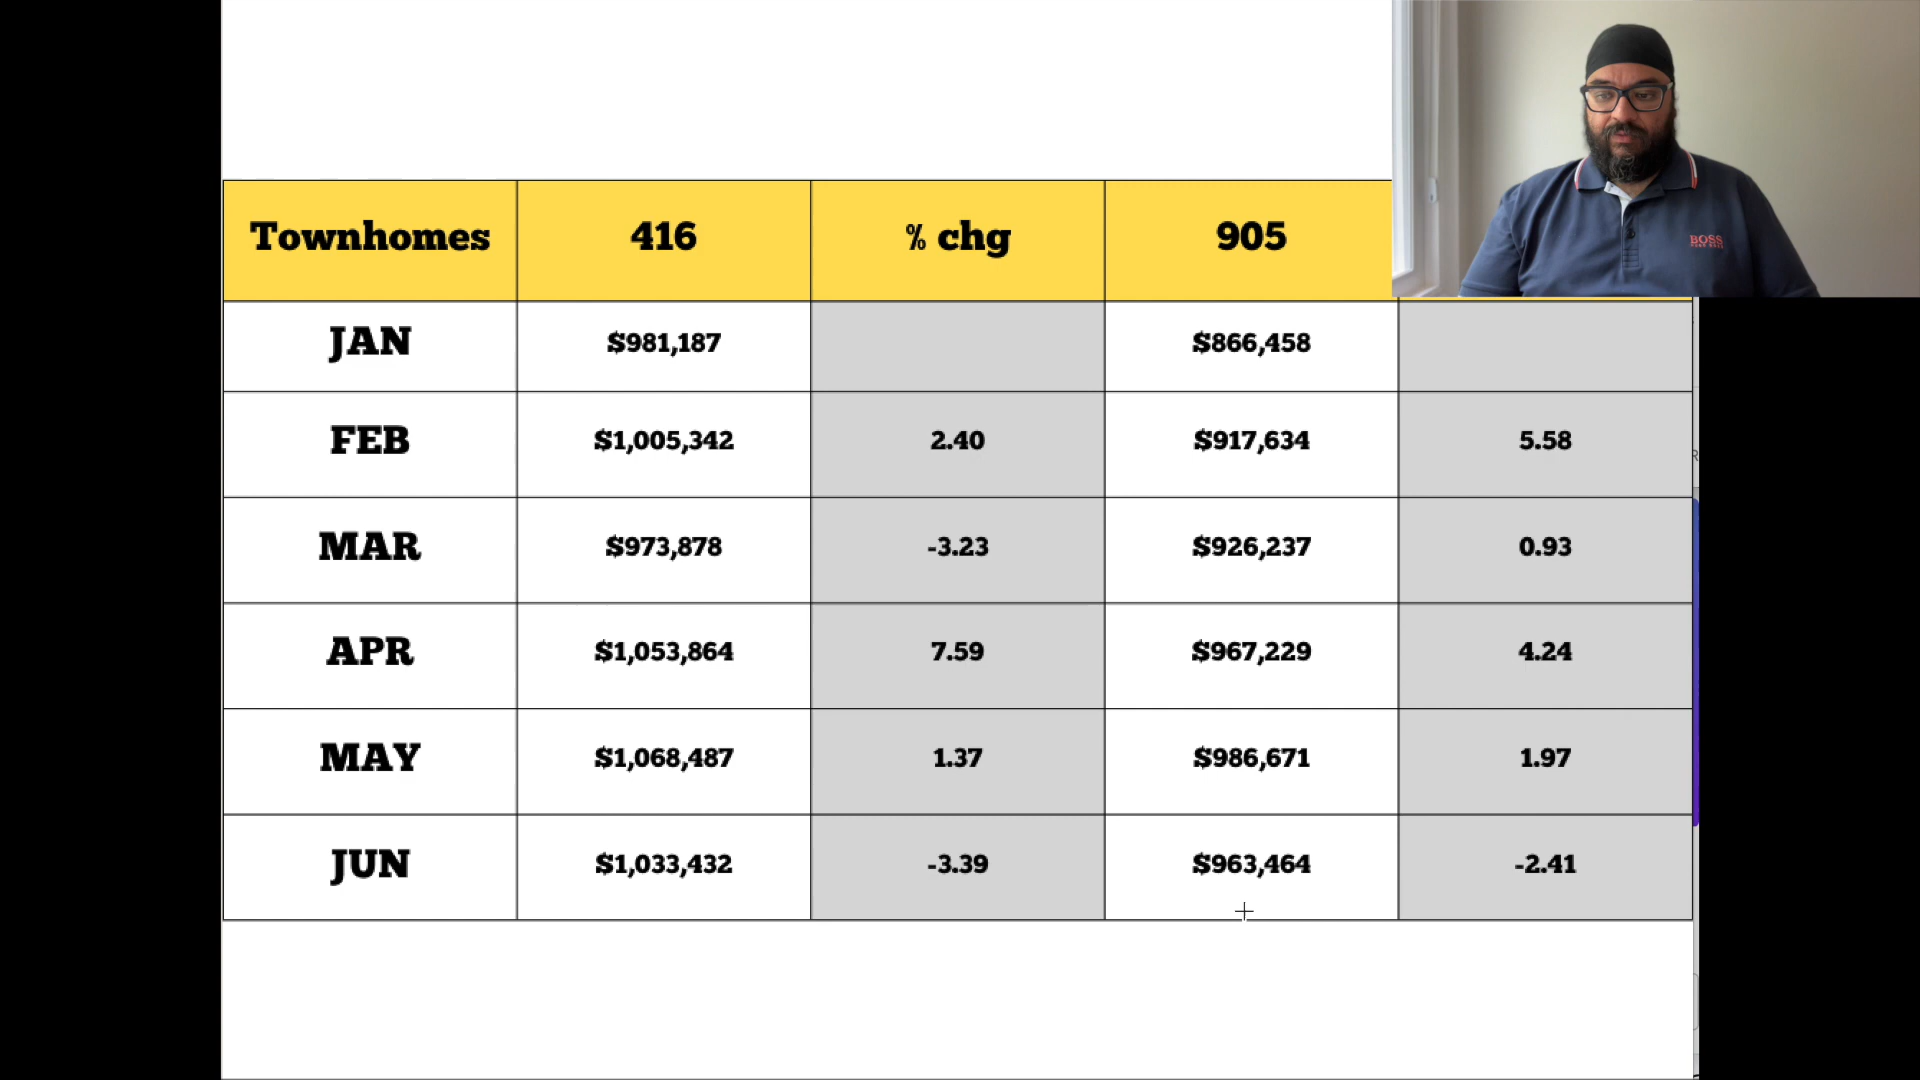 Townhomes 416 % chg 905
JAN $981,187 $866,458
FEB $1,005,342 2.40 $917,634 5.58
MAR $973,878 -3.23 $926,237 0.93
APR $1,053,864 7.59 $967,229 4.24
MAY $1,068,487 1.37 $986,671 1.97
JUN $1,033,432 -3.39 $963,464 -2.41
BOSS